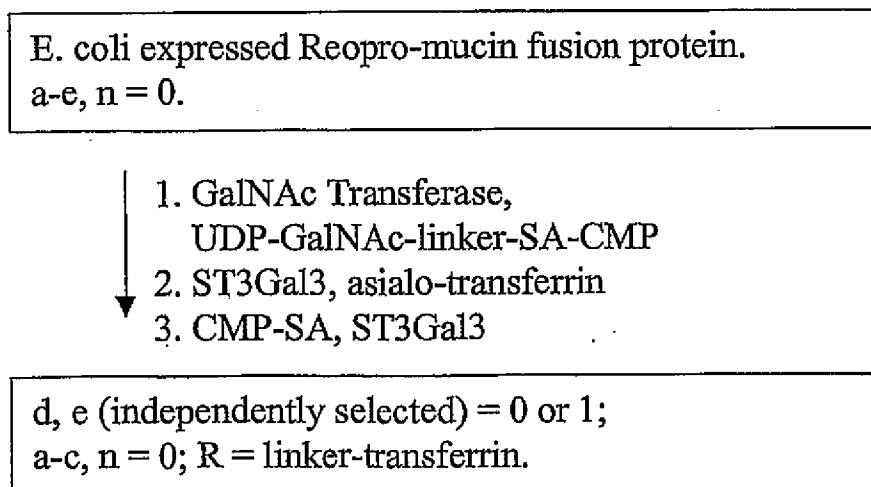 E. coli expressed Reopro-mucin fusion protein.
a-e, n = 0.
1. GalNAc Transferase,
UDP-GalNAc-linker-SA-CMP
2. ST3Gal3, asialo-transferrin
3. CMP-SA, ST3Gal3
d, e (independently selected) = 0 or 1;
a-c, n = 0; R = linker-transferrin.